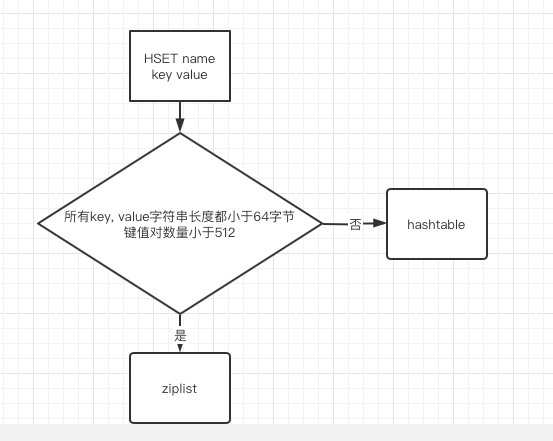 HSET name
key value
所有key, value字符串长度都小于64字节
键值对数量小于512
否
hashtable
是
ziplist